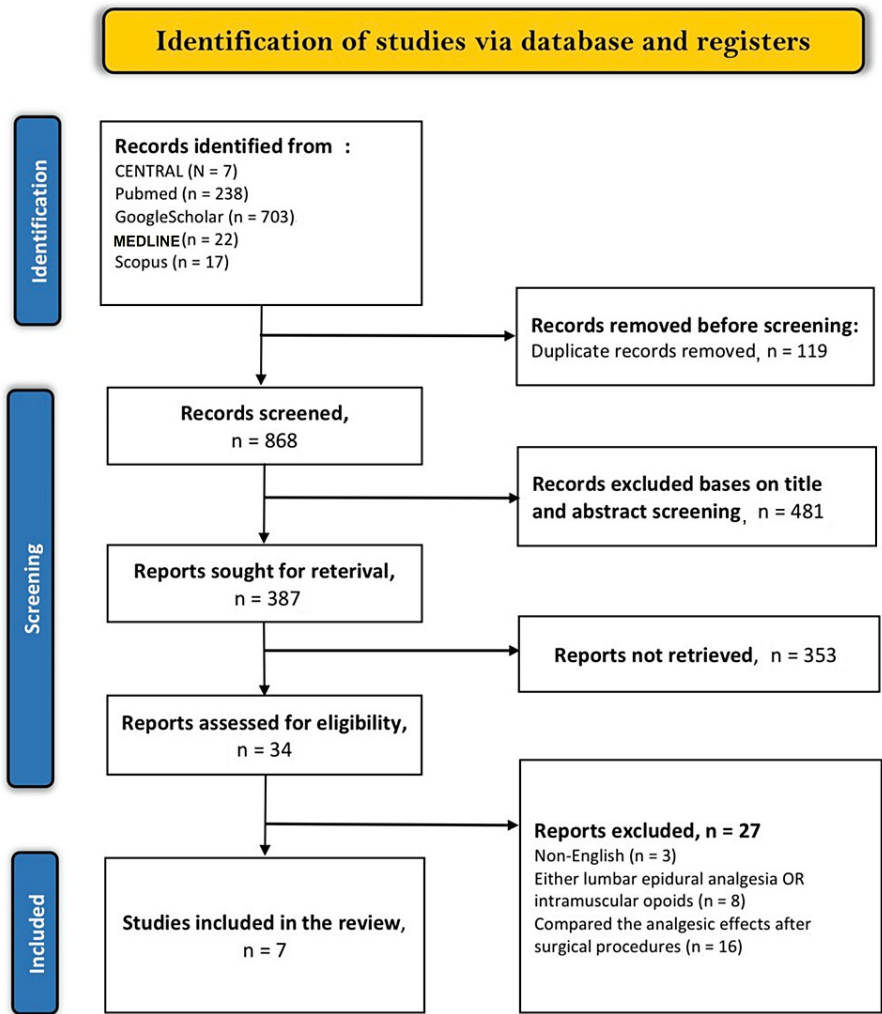 Identification of studies via database and registers
Identification
Records identified from :
CENTRAL (N = 7)
Pubmed (n = 238)
GoogleScholar (n = 703)
MEDLINE (n = 22)
Scopus (n = 17)
Records removed before screening:
Duplicate records removed, n = 119
Screening
Records screened,
n = 868
Records excluded bases on title
and abstract screening, n = 481
Reports sought for reterival,
n = 387
Reports not retrieved, n = 353
Reports assessed for eligibility,
n = 34
Reports excluded, n = 27
Non-English (n = 3)
Either lumbar epidural analgesia OR
intramuscular opoids (n = 8)
Compared the analgesic effects after
surgical procedures (n = 16)
Included
Studies included in the review,
n = 7